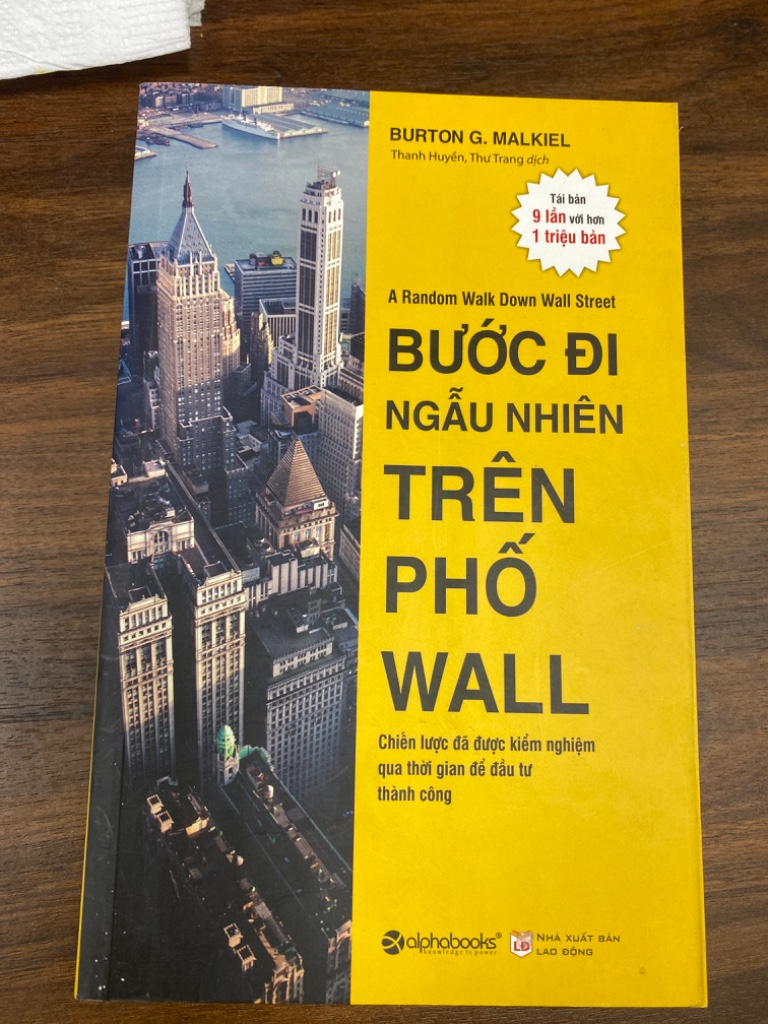 BURTON G. MALKIEL
Thanh Huyền, Thư Trang dịch
Tái bản
9 lần với hơn
1 triệu bản
A Random Walk Down Wall Street
BƯỚC ĐI
NGẪU NHIÊN
TRÊN
PHỐ
WALL
Chiến lược đã được kiểm nghiệm
qua thời gian để đầu tư
thành công
alphabooks®
knowledge is power
LĐ
NHÀ XUẤT BẢN
LAO ĐỘNG